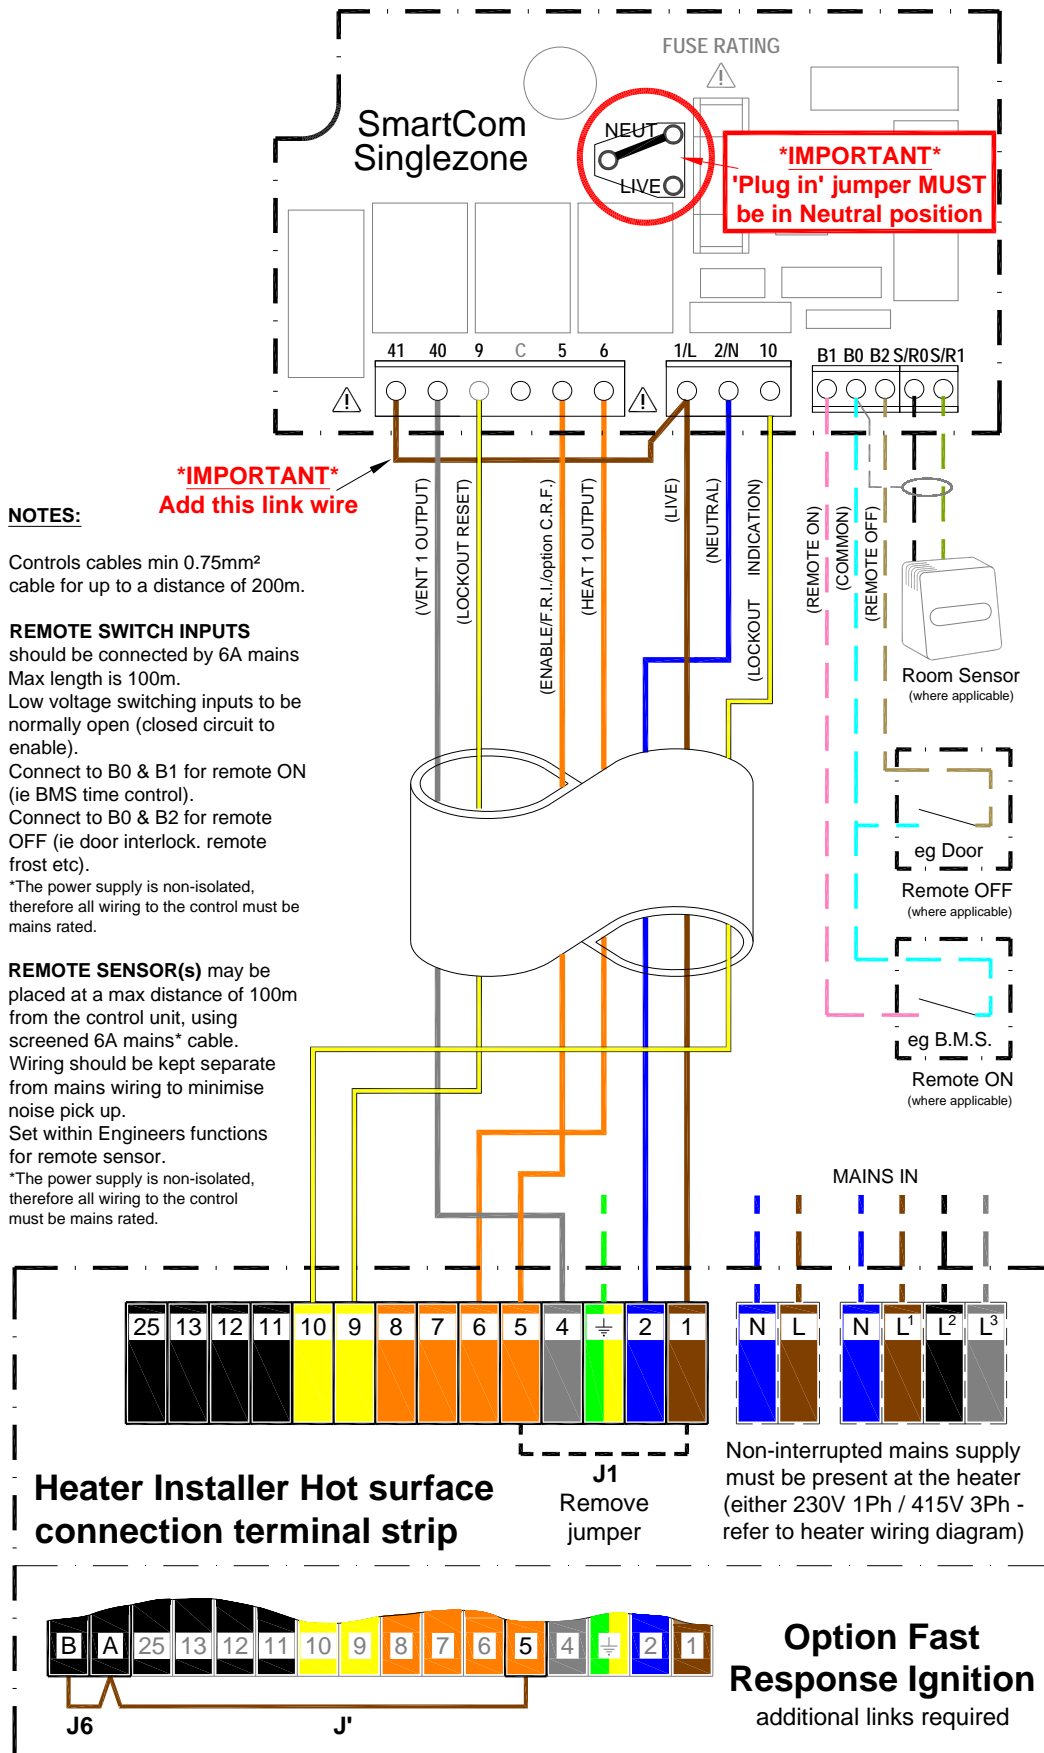 FUSE RATING
SmartCom
Singlezone
NEUT
LIVE
*IMPORTANT*
'Plug in' jumper MUST
be in Neutral position
41 40 9 C 5 6
1/L 2/N 10
B1 B0 B2 S/R0 S/R1
*IMPORTANT*
Add this link wire
(VENT 1 OUTPUT)
(LOCKOUT RESET)
(ENABLE/F.R.I./option C.R.F.)
(HEAT 1 OUTPUT)
(LIVE)
(NEUTRAL)
(LOCKOUT INDICATION)
(REMOTE ON)
(COMMON)
(REMOTE OFF)
NOTES:
Controls cables min 0.75mm²
cable for up to a distance of 200m.
REMOTE SWITCH INPUTS
should be connected by 6A mains
Max length is 100m.
Low voltage switching inputs to be
normally open (closed circuit to
enable).
Connect to B0 & B1 for remote ON
(ie BMS time control).
Connect to B0 & B2 for remote
OFF (ie door interlock. remote
frost etc).
*The power supply is non-isolated,
therefore all wiring to the control must be
mains rated.
REMOTE SENSOR(s) may be
placed at a max distance of 100m
from the control unit, using
screened 6A mains* cable.
Wiring should be kept separate
from mains wiring to minimise
noise pick up.
Set within Engineers functions
for remote sensor.
*The power supply is non-isolated,
therefore all wiring to the control
must be mains rated.
Room Sensor
(where applicable)
eg Door
Remote OFF
(where applicable)
eg B.M.S.
Remote ON
(where applicable)
MAINS IN
25 13 12 11 10 9 8 7 6 5 4 2 1
N L
N L¹ L² L³
J1
Remove
jumper
Non-interrupted mains supply
must be present at the heater
(either 230V 1Ph / 415V 3Ph -
refer to heater wiring diagram)
Heater Installer Hot surface
connection terminal strip
B A 25 13 12 11 10 9 8 7 6 5 4 2 1
J6
J'
Option Fast
Response Ignition
additional links required